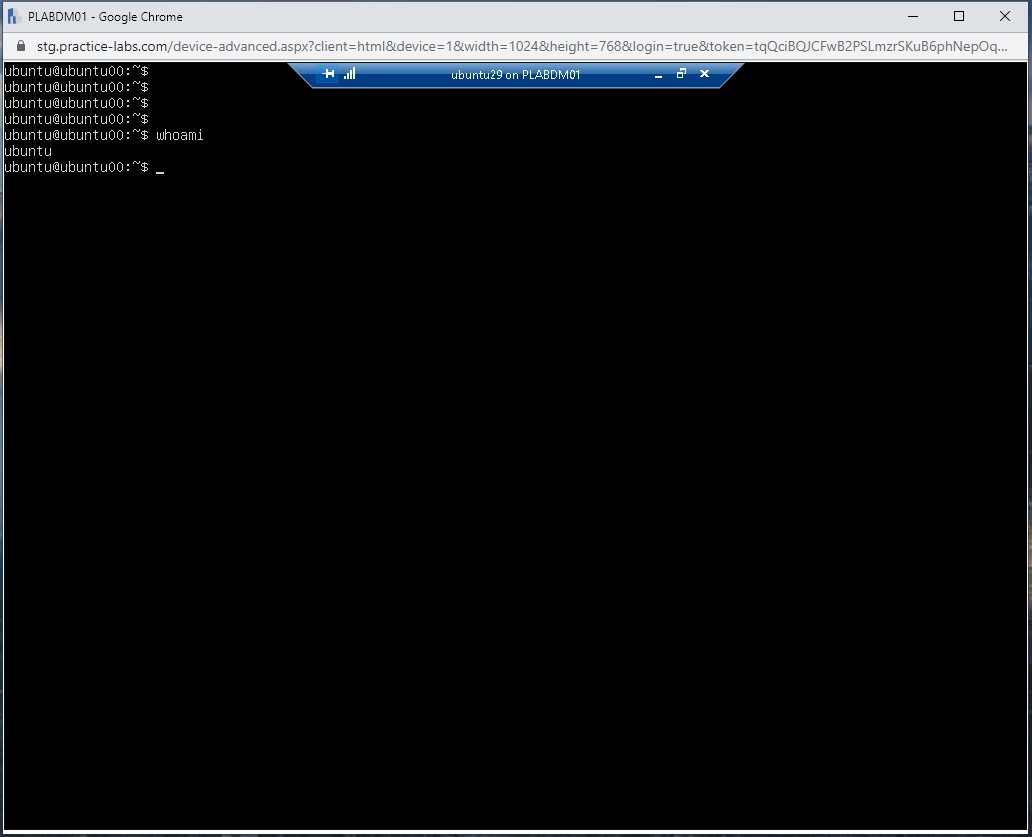 PLABDM01 - Google Chrome
stg.practice-labs.com/device-advanced.aspx?client=html&device=1&width=1024&height=768&login=true&token=tqQciBQJCFwB2PSLmzrSKuB6phNepOq...
ubuntu29 on PLABDM01
ubuntu@ubuntu00:~$
ubuntu@ubuntu00:~$
ubuntu@ubuntu00:~$
ubuntu@ubuntu00:~$
ubuntu@ubuntu00:~$ whoami
ubuntu
ubuntu@ubuntu00:~$ _